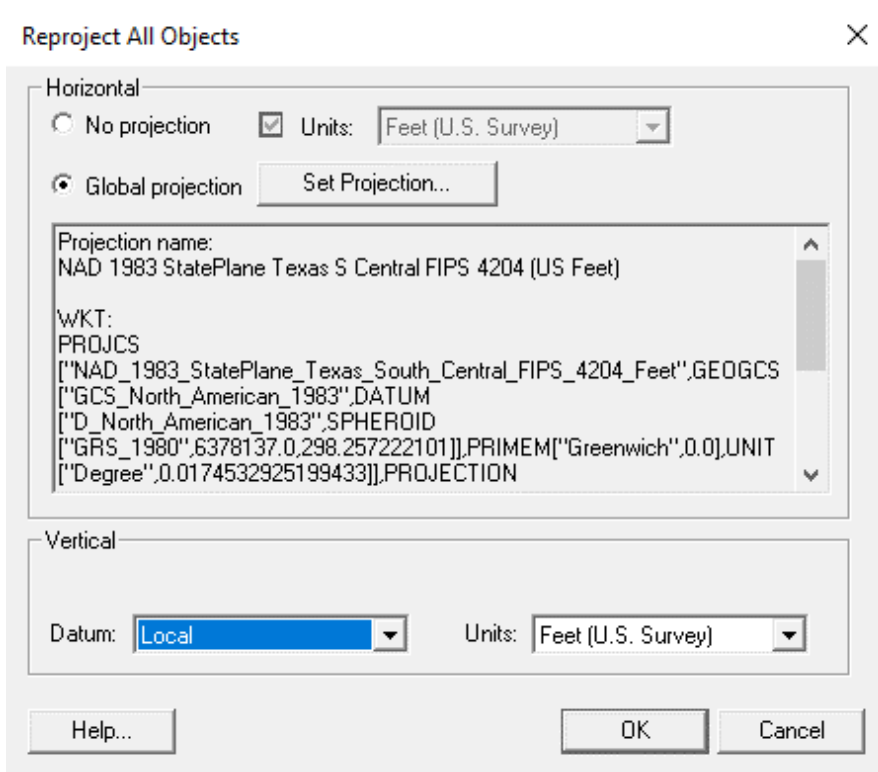 Reproject All Objects
Horizontal
No projection Units: Feet (U.S. Survey)
Global projection Set Projection...
Projection name:
NAD 1983 StatePlane Texas S Central FIPS 4204 (US Feet)
WKT:
PROJCS
["NAD_1983_StatePlane_Texas_South_Central_FIPS_4204_Feet",GEOGCS
["GCS_North_American_1983",DATUM
["D_North_American_1983",SPHEROID
["GRS_1980",6378137.0,298.257222101]],PRIMEM["Greenwich",0.0],UNIT
["Degree",0.0174532925199433]],PROJECTION
Vertical
Datum: Local Units: Feet (U.S. Survey)
Help... OK Cancel